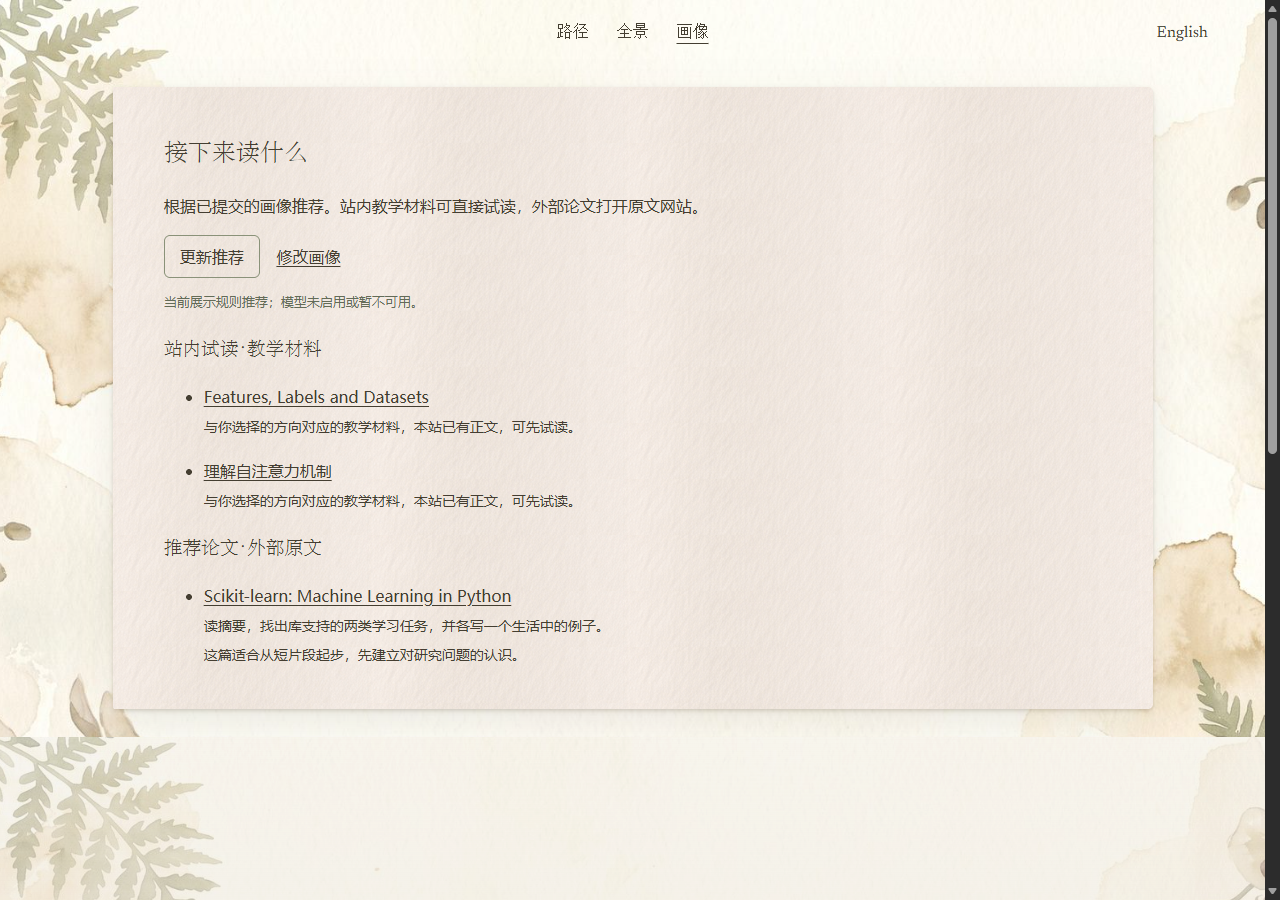 路径 全景 画像 English
接下来读什么
根据已提交的画像推荐。站内教学材料可直接试读，外部论文打开原文网站。
更新推荐 修改画像
当前展示规则推荐；模型未启用或暂不可用。
站内试读·教学材料
Features, Labels and Datasets
与你选择的方向对应的教学材料，本站已有正文，可先试读。
理解自注意力机制
与你选择的方向对应的教学材料，本站已有正文，可先试读。
推荐论文·外部原文
Scikit-learn: Machine Learning in Python
读摘要，找出库支持的两类学习任务，并各写一个生活中的例子。
这篇适合从短片段起步，先建立对研究问题的认识。